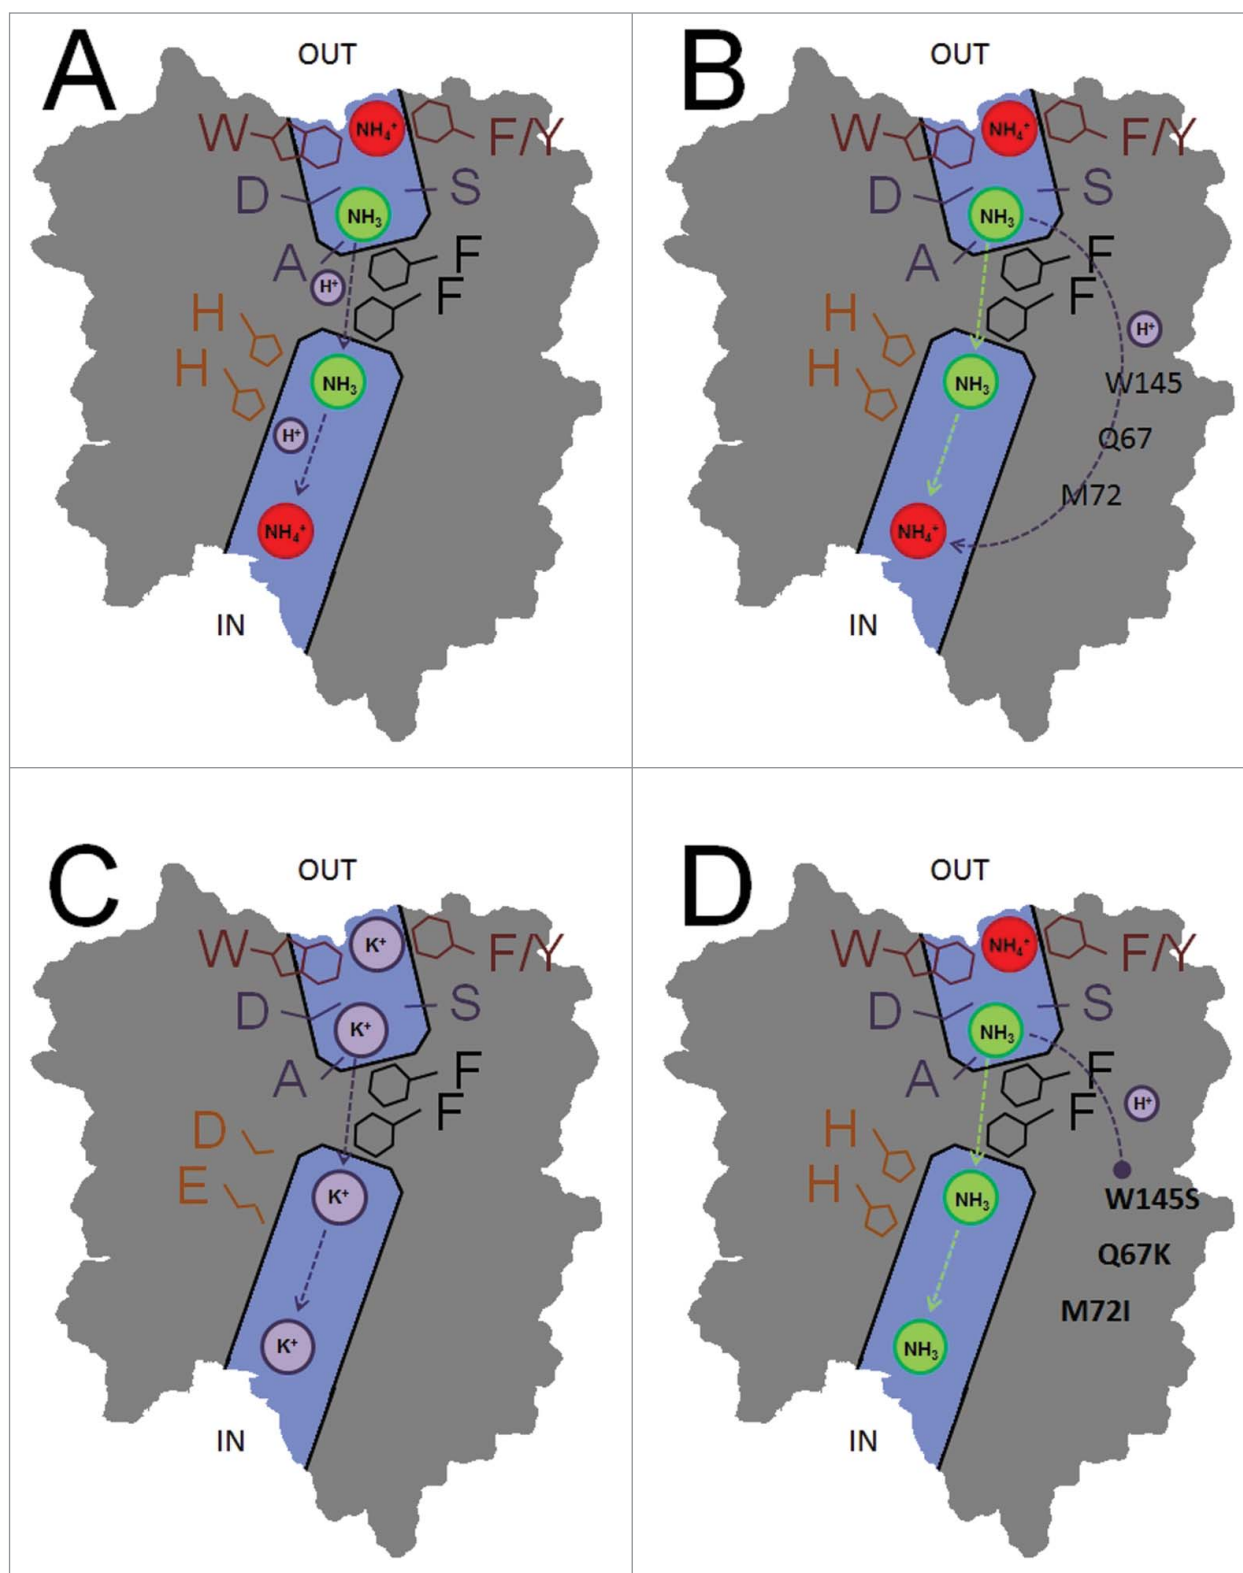 A
OUT
W
NH₄⁺
F/Y
D
S
NH₃
A
F
H⁺
F
H
H
NH₃
H⁺
NH₄⁺
IN
B
OUT
W
NH₄⁺
F/Y
D
S
NH₃
A
F
F
H
H⁺
H
NH₃
W145
Q67
M72
NH₄⁺
IN
C
OUT
W
K⁺
F/Y
D
S
K⁺
A
F
F
D
E
K⁺
K⁺
IN
D
OUT
W
NH₄⁺
F/Y
D
S
NH₃
A
F
F
H⁺
H
H
NH₃
W145S
Q67K
M72I
NH₃
IN